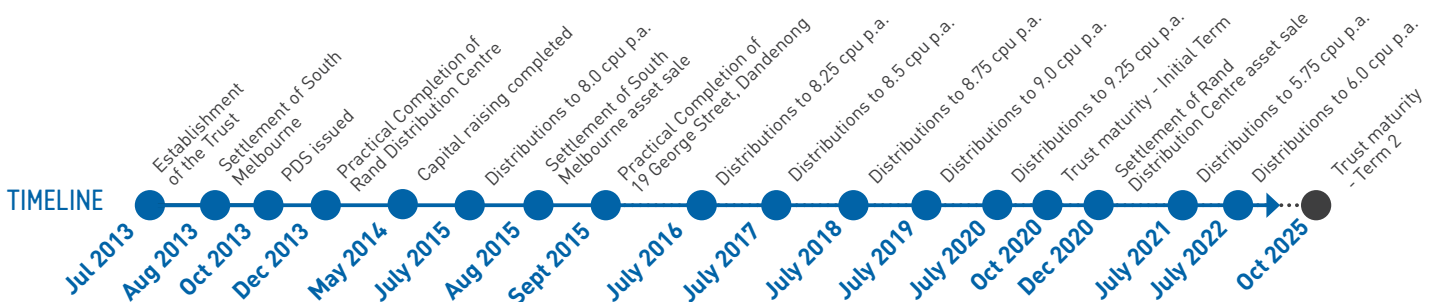 TIMELINE
Establishment
of the Trust
Jul 2013
Settlement of South
Melbourne
Aug 2013
PDS issued
Oct 2013
Practical Completion of
Rand Distribution Centre
Dec 2013
Capital raising completed
May 2014
Distributions to 8.0 cpu p.a.
July 2015
Settlement of South
Melbourne asset sale
Aug 2015
Practical Completion of
19 George Street, Dandenong
Sept 2015
Distributions to 8.25 cpu p.a.
July 2016
Distributions to 8.5 cpu p.a.
July 2017
Distributions to 8.75 cpu p.a.
July 2018
Distributions to 9.0 cpu p.a.
July 2019
Distributions to 9.25 cpu p.a.
July 2020
Trust maturity - Initial Term
Oct 2020
Settlement of Rand
Distribution Centre asset sale
Dec 2020
Distributions to 5.75 cpu p.a.
July 2021
Distributions to 6.0 cpu p.a.
July 2022
Trust maturity
- Term 2
Oct 2025